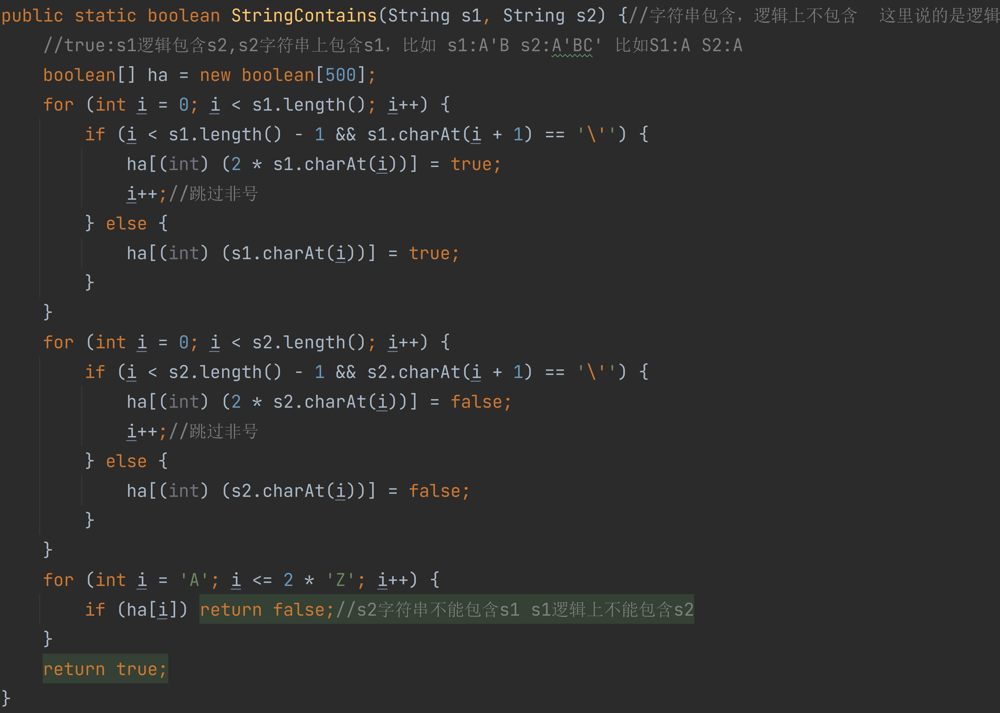 public static boolean StringContains(String s1, String s2) {//字符串包含，逻辑上不包含  这里说的是逻辑
    //true:s1逻辑包含s2,s2字符串上包含s1，比如 s1:A'B s2:A'BC' 比如S1:A S2:A
    boolean[] ha = new boolean[500];
    for (int i = 0; i < s1.length(); i++) {
        if (i < s1.length() - 1 && s1.charAt(i + 1) == '\'') {
            ha[(int) (2 * s1.charAt(i))] = true;
            i++;//跳过非号
        } else {
            ha[(int) (s1.charAt(i))] = true;
        }
    }
    for (int i = 0; i < s2.length(); i++) {
        if (i < s2.length() - 1 && s2.charAt(i + 1) == '\'') {
            ha[(int) (2 * s2.charAt(i))] = false;
            i++;//跳过非号
        } else {
            ha[(int) (s2.charAt(i))] = false;
        }
    }
    for (int i = 'A'; i <= 2 * 'Z'; i++) {
        if (ha[i]) return false;//s2字符串不能包含s1 s1逻辑上不能包含s2
    }
    return true;
}